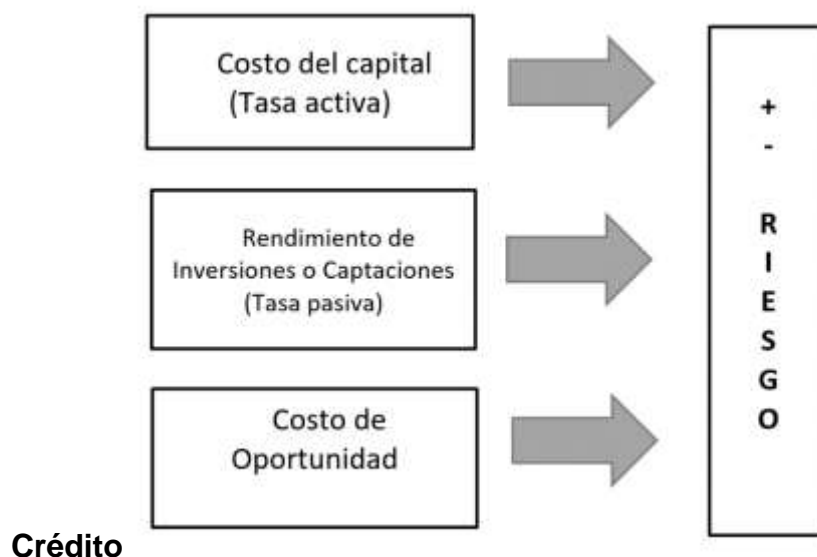 Costo del capital
(Tasa activa)
Rendimiento de
Inversiones o Captaciones
(Tasa pasiva)
Costo de
Oportunidad
+
-
R
I
E
S
G
O
Crédito